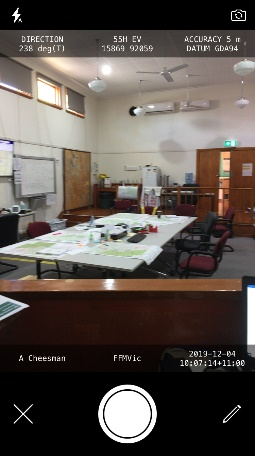 DIRECTION
238 deg(T)
55H EV
15869 92059
ACCURACY 5 m
DATUM GDA94
A Cheesman
FFMVic
2019-12-04
10:07:14+11:00